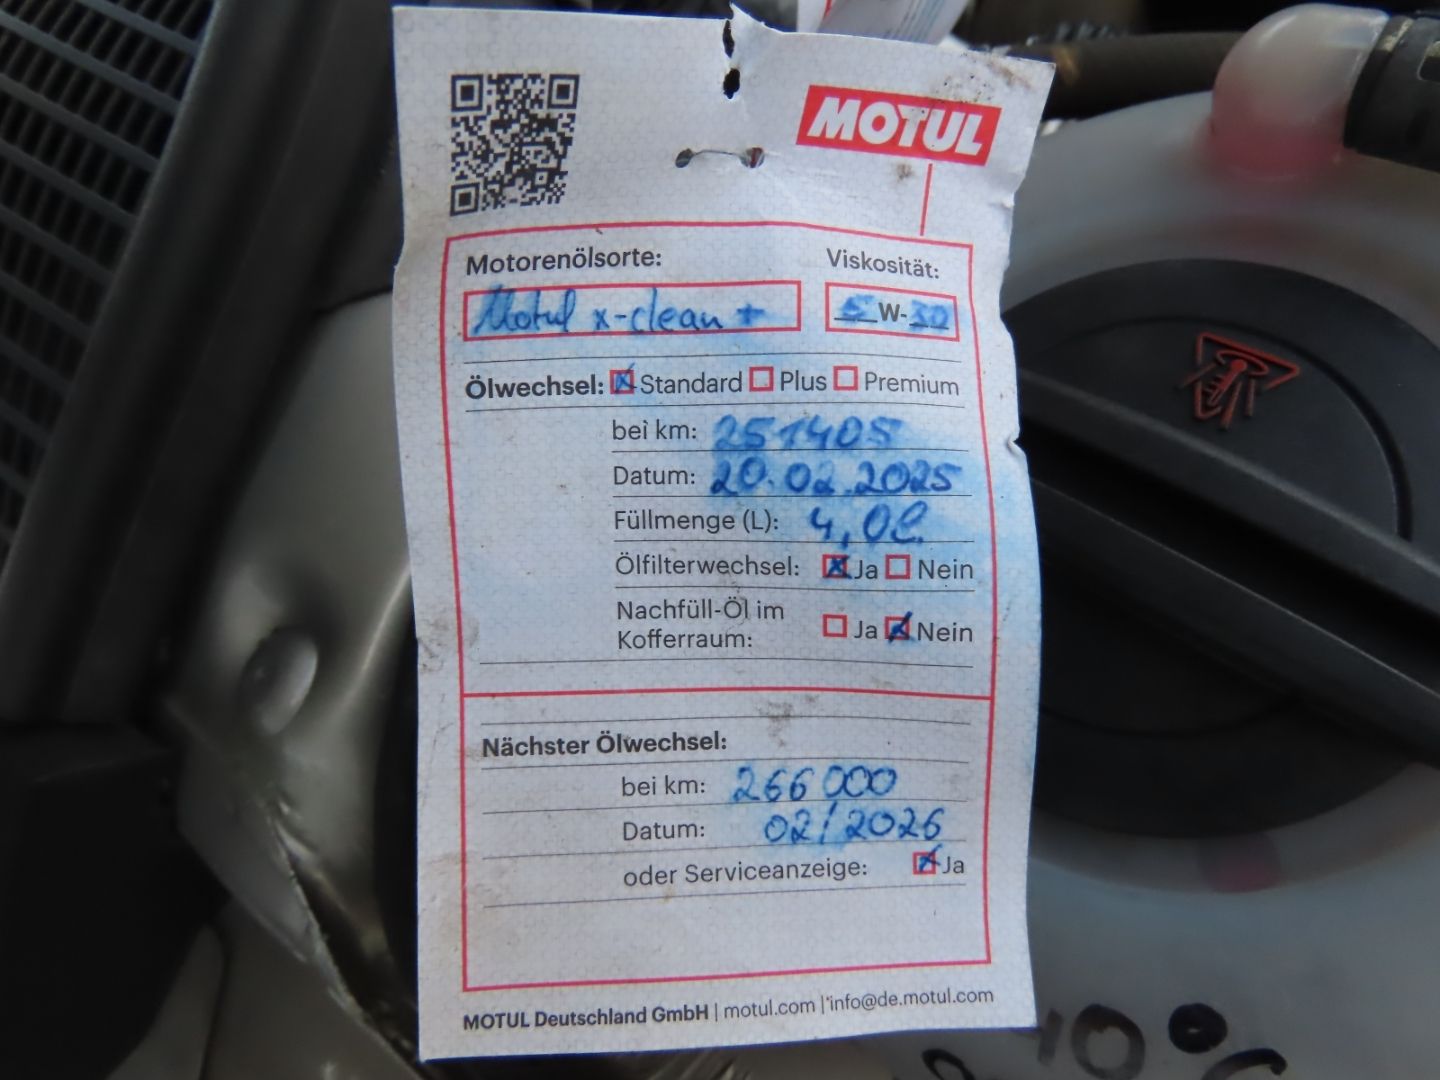 MOTUL
Motorenölsorte: Viskosität:
Motul x-clean + 5 W-30
Ölwechsel: Standard Plus Premium
bei km: 251405
Datum: 20.02.2025
Füllmenge (L): 4,0l.
Ölfilterwechsel: Ja Nein
Nachfüll-Öl im
Kofferraum: Ja Nein
Nächster Ölwechsel:
bei km: 266000
Datum: 02/2026
oder Serviceanzeige: Ja
MOTUL Deutschland GmbH | motul.com | info@de.motul.com